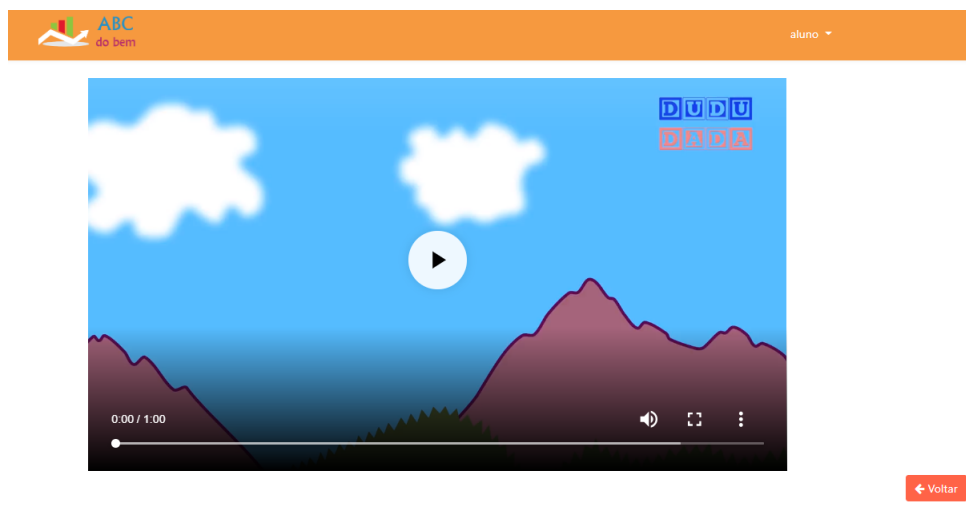 ABC
do bem
aluno
DUDU
DADA
0:00 / 1:00
Voltar